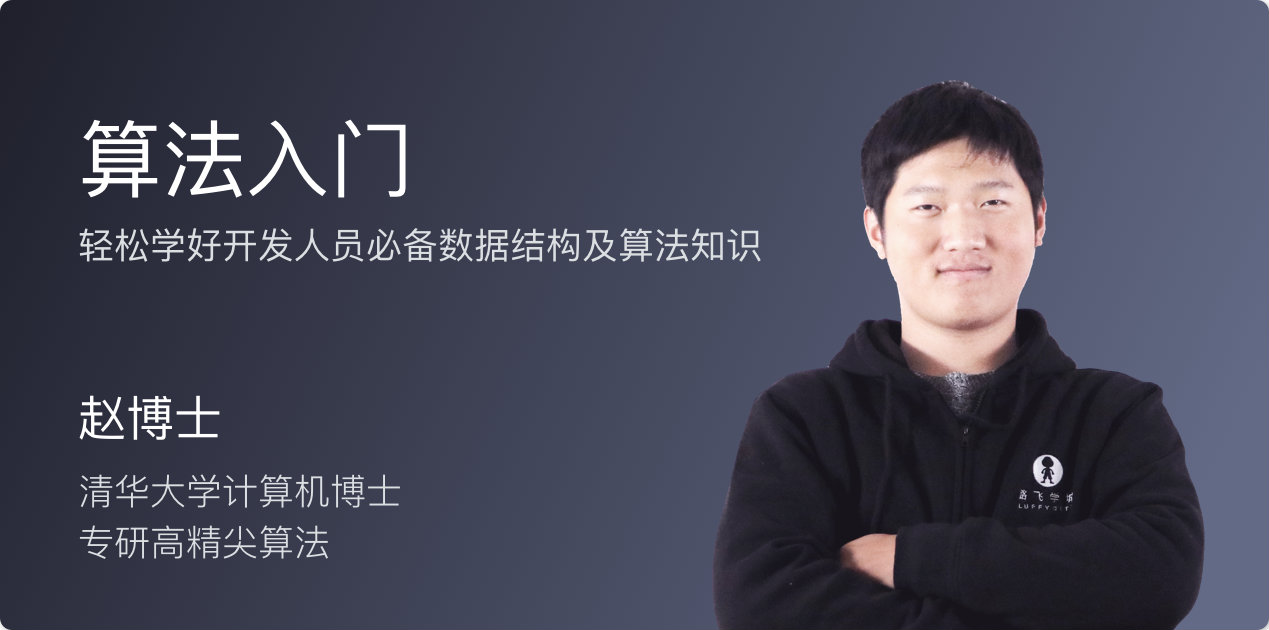 算法入门
轻松学好开发人员必备数据结构及算法知识
赵博士
清华大学计算机博士
专研高精尖算法
路飞学城